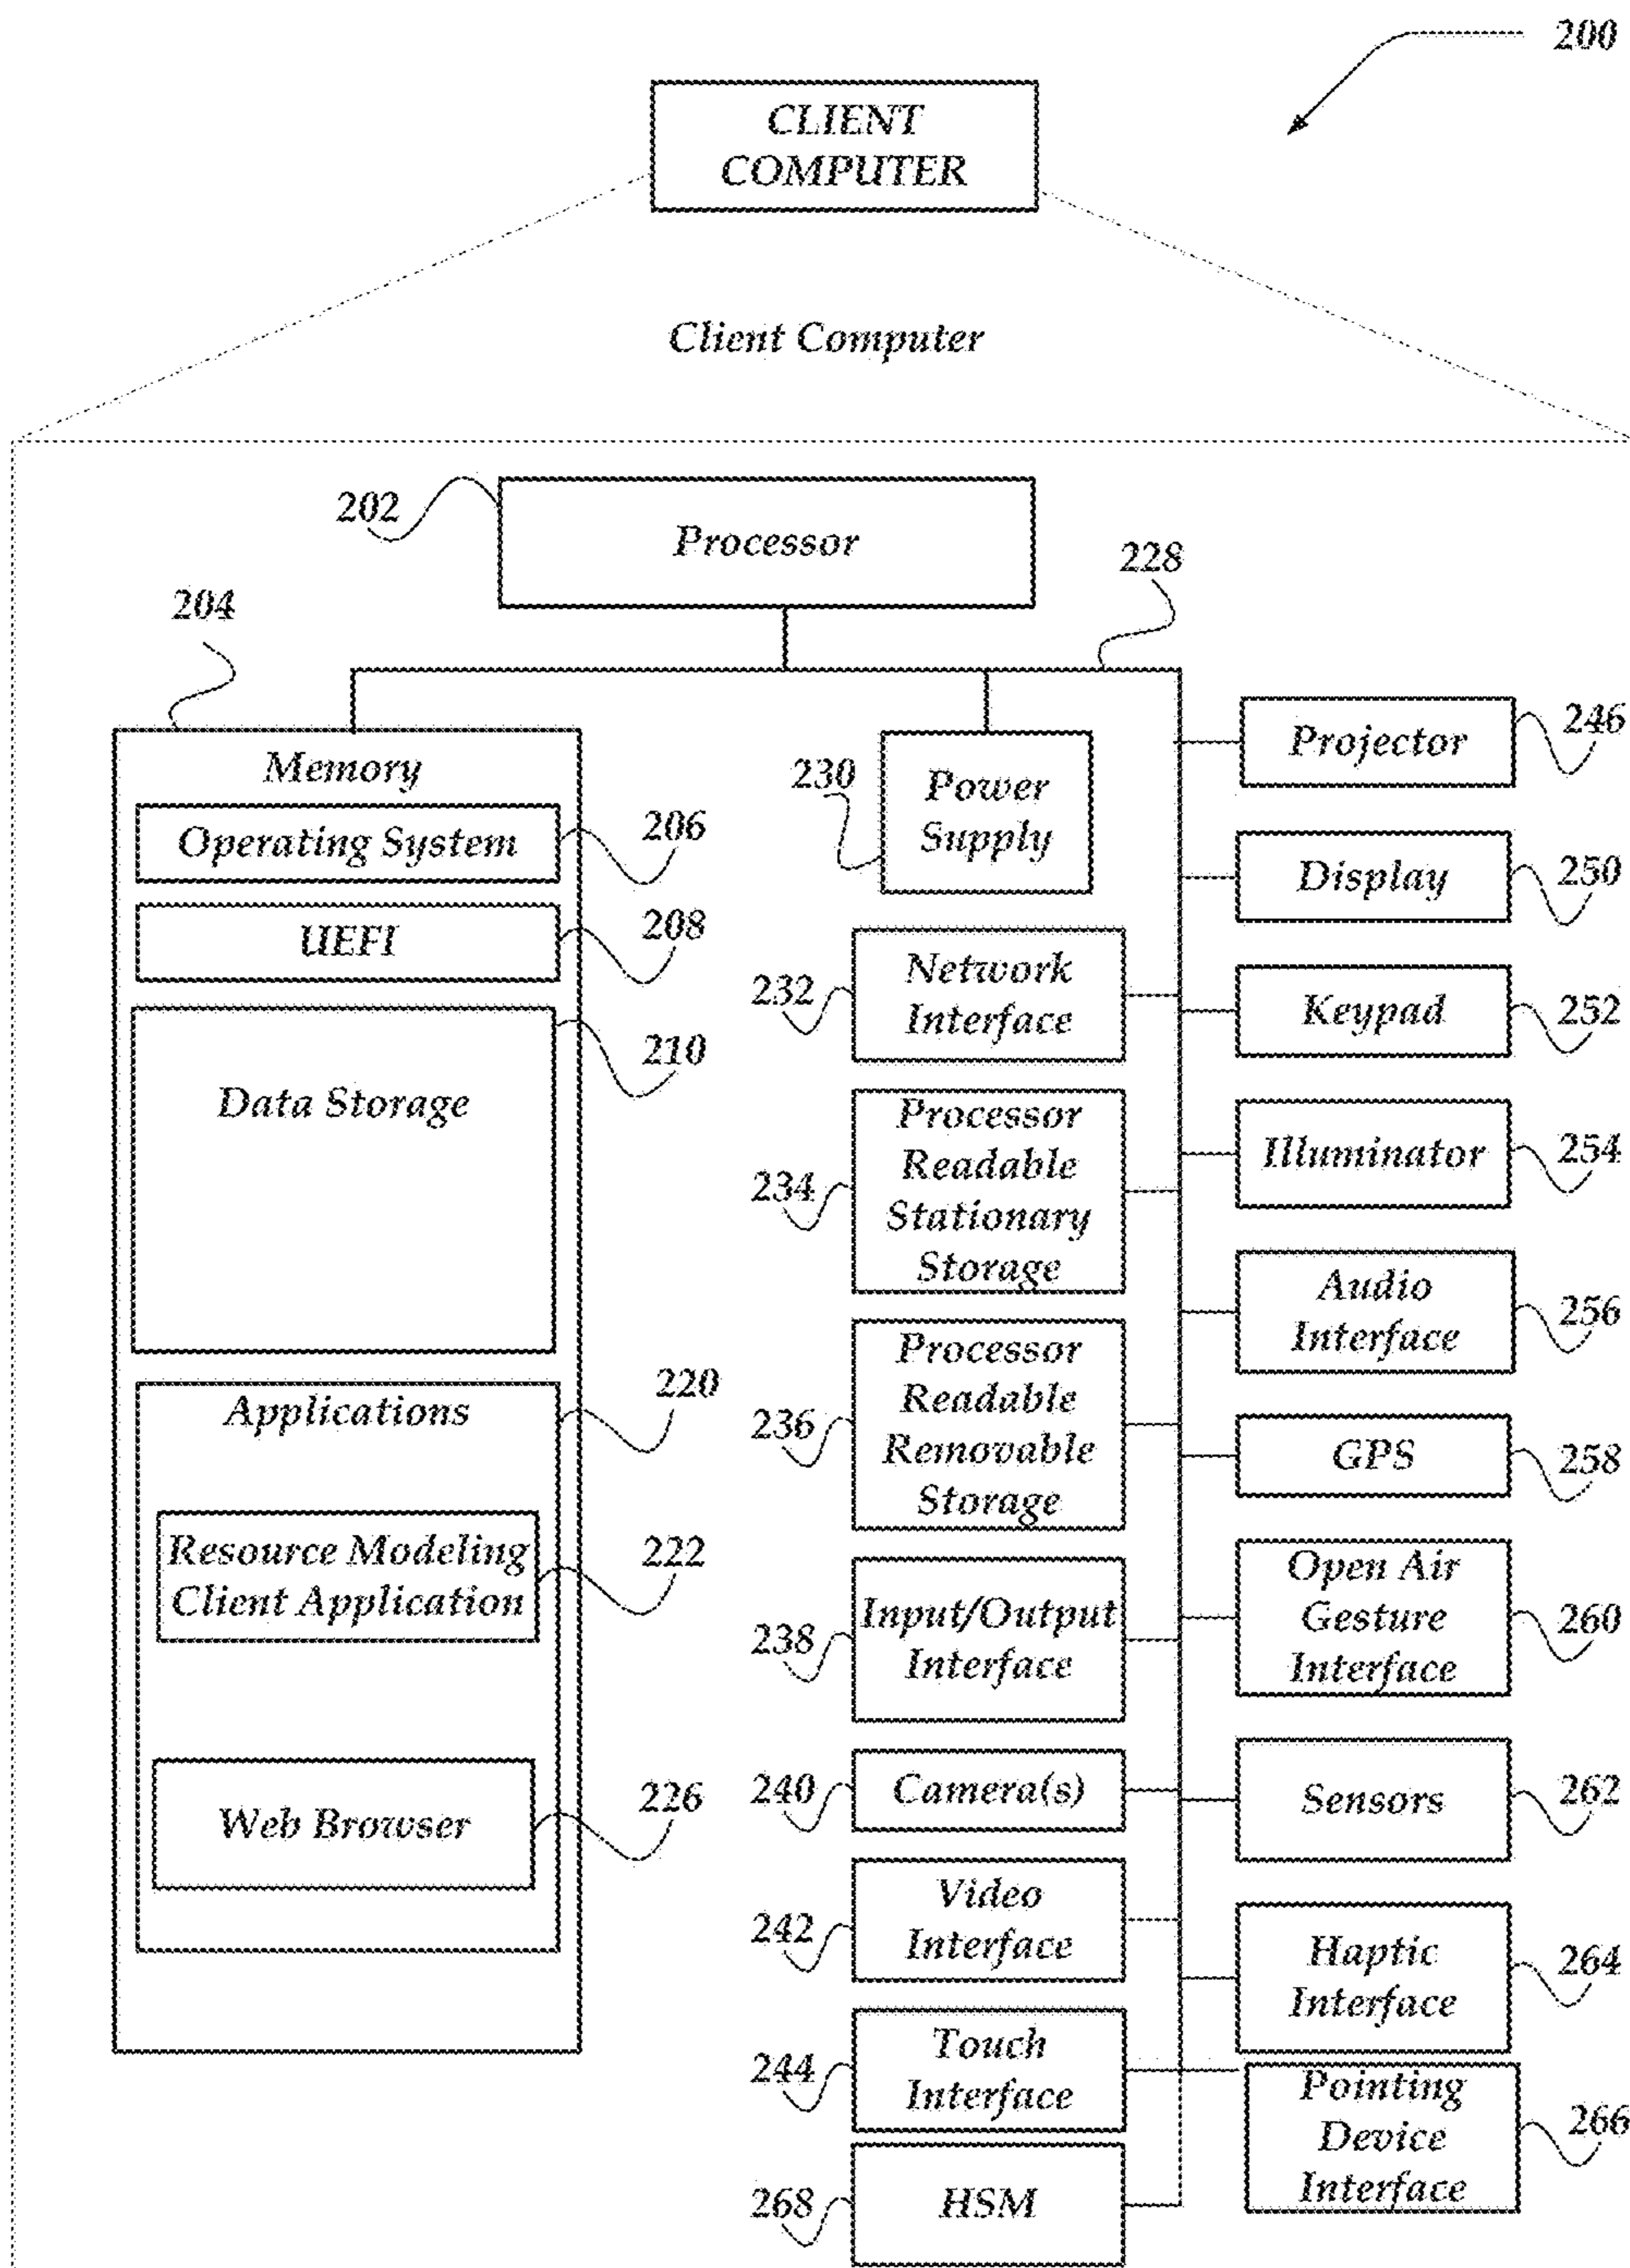 200
CLIENT
COMPUTER
Client Computer
202
Processor
228
204
Memory
Operating System
206
UEFI
208
Data Storage
210
Applications
220
Resource Modeling
Client Application
222
Web Browser
226
230
Power
Supply
232
Network
Interface
234
Processor
Readable
Stationary
Storage
236
Processor
Readable
Removable
Storage
238
Input/Output
Interface
240
Camera(s)
242
Video
Interface
244
Touch
Interface
268
HSM
Projector
246
Display
250
Keypad
252
Illuminator
254
Audio
Interface
256
GPS
258
Open Air
Gesture
Interface
260
Sensors
262
Haptic
Interface
264
Pointing
Device
Interface
266